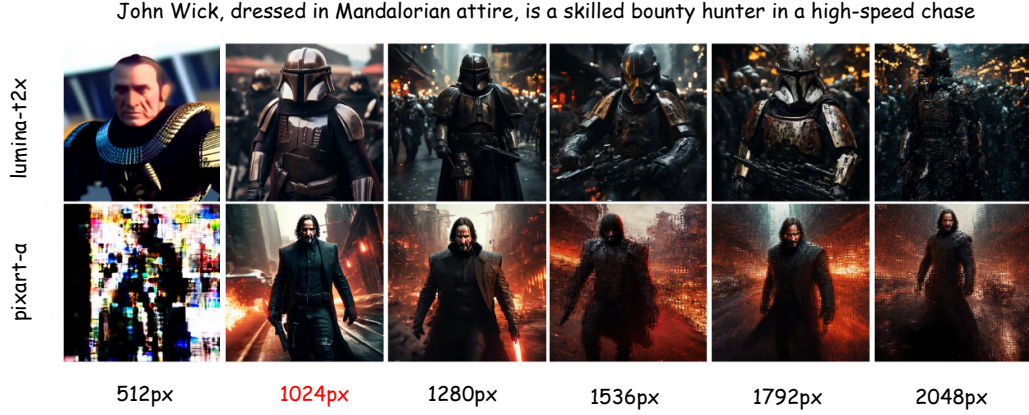 John Wick, dressed in Mandalorian attire, is a skilled bounty hunter in a high-speed chase
lumina-t2x
pixart-α
512px
1024px
1280px
1536px
1792px
2048px